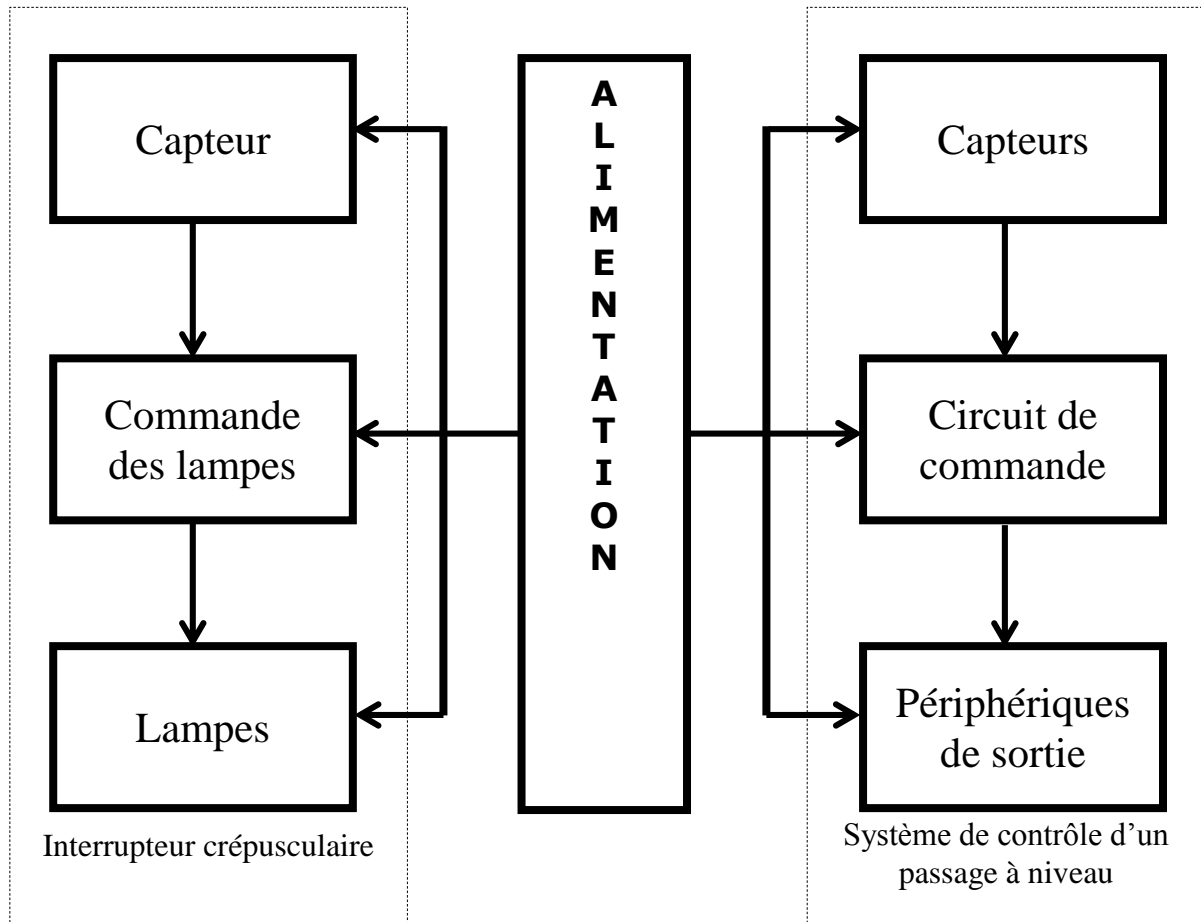 Capteur
Commande
des lampes
Lampes
Interrupteur crépusculaire
A
L
I
M
E
N
T
A
T
I
O
N
Capteurs
Circuit de
commande
Périphériques
de sortie
Système de contrôle d’un
passage à niveau